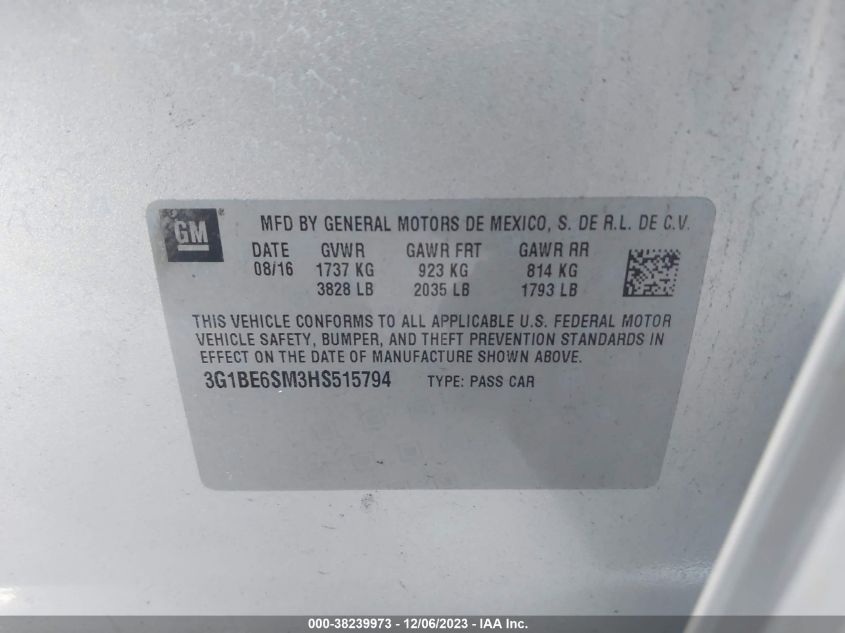 GM
MFD BY GENERAL MOTORS DE MEXICO, S. DE R.L. DE C.V.
DATE GVWR GAWR FRT GAWR RR
08/16 1737 KG 923 KG 814 KG
3828 LB 2035 LB 1793 LB
THIS VEHICLE CONFORMS TO ALL APPLICABLE U.S. FEDERAL MOTOR
VEHICLE SAFETY, BUMPER, AND THEFT PREVENTION STANDARDS IN
EFFECT ON THE DATE OF MANUFACTURE SHOWN ABOVE.
3G1BE6SM3HS515794 TYPE: PASS CAR
000-38239973 - 12/06/2023 - IAA Inc.